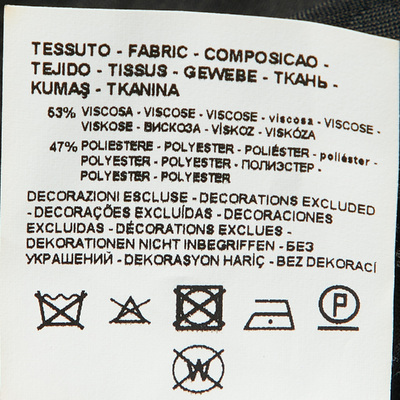 TESSUTO - FABRIC - COMPOSICAO -
TEJIDO - TISSUS - GEWEBE - ТКАНЬ -
KUMAŞ - TKANINA
53% VISCOSA - VISCOSE - VISCOSE - viscosa - VISCOSE -
VISKOSE - ВИСКОЗА - VİSKOZ - VISKÓZA
47% POLIESTERE - POLYESTER - POLIÉSTER - poliéster -
POLYESTER - POLYESTER - ПОЛИЭСТЕР -
POLYESTER - POLYESTER
DECORAZIONI ESCLUSE - DECORATIONS EXCLUDED
- DECORAÇÕES EXCLUÍDAS - DECORACIONES
EXCLUIDAS - DÉCORATIONS EXCLUES -
DEKORATIONEN NICHT INBEGRIFFEN - БЕЗ
УКРАШЕНИЙ - DEKORASYON HARİÇ - BEZ DEKORACÍ
P
W